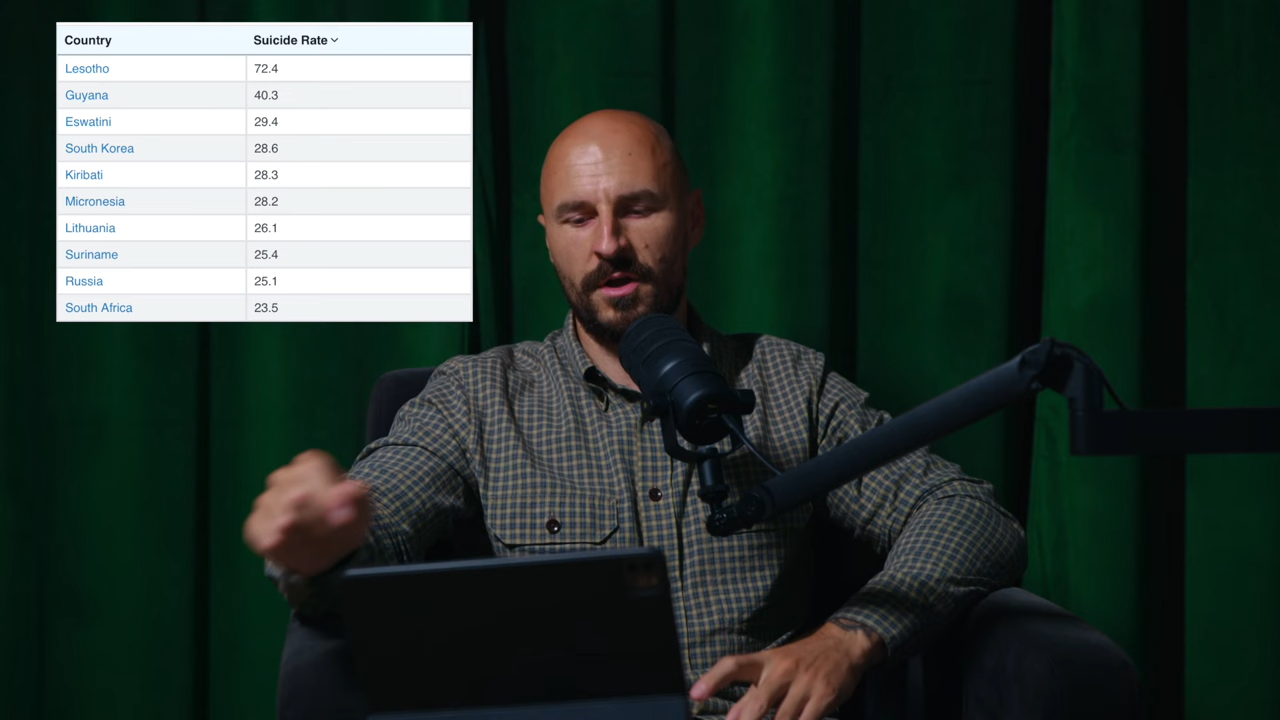 Country Suicide Rate
Lesotho 72.4
Guyana 40.3
Eswatini 29.4
South Korea 28.6
Kiribati 28.3
Micronesia 28.2
Lithuania 26.1
Suriname 25.4
Russia 25.1
South Africa 23.5